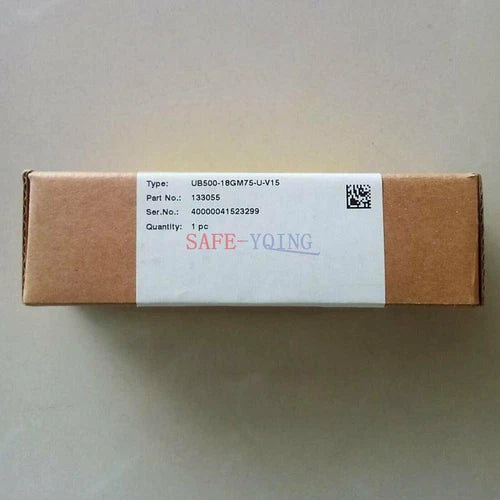 Type: UB500-18GM75-U-V15
Part No.: 133055
Ser.No.: 40000041523299
Quantity: 1 pc
SAFE-YQING